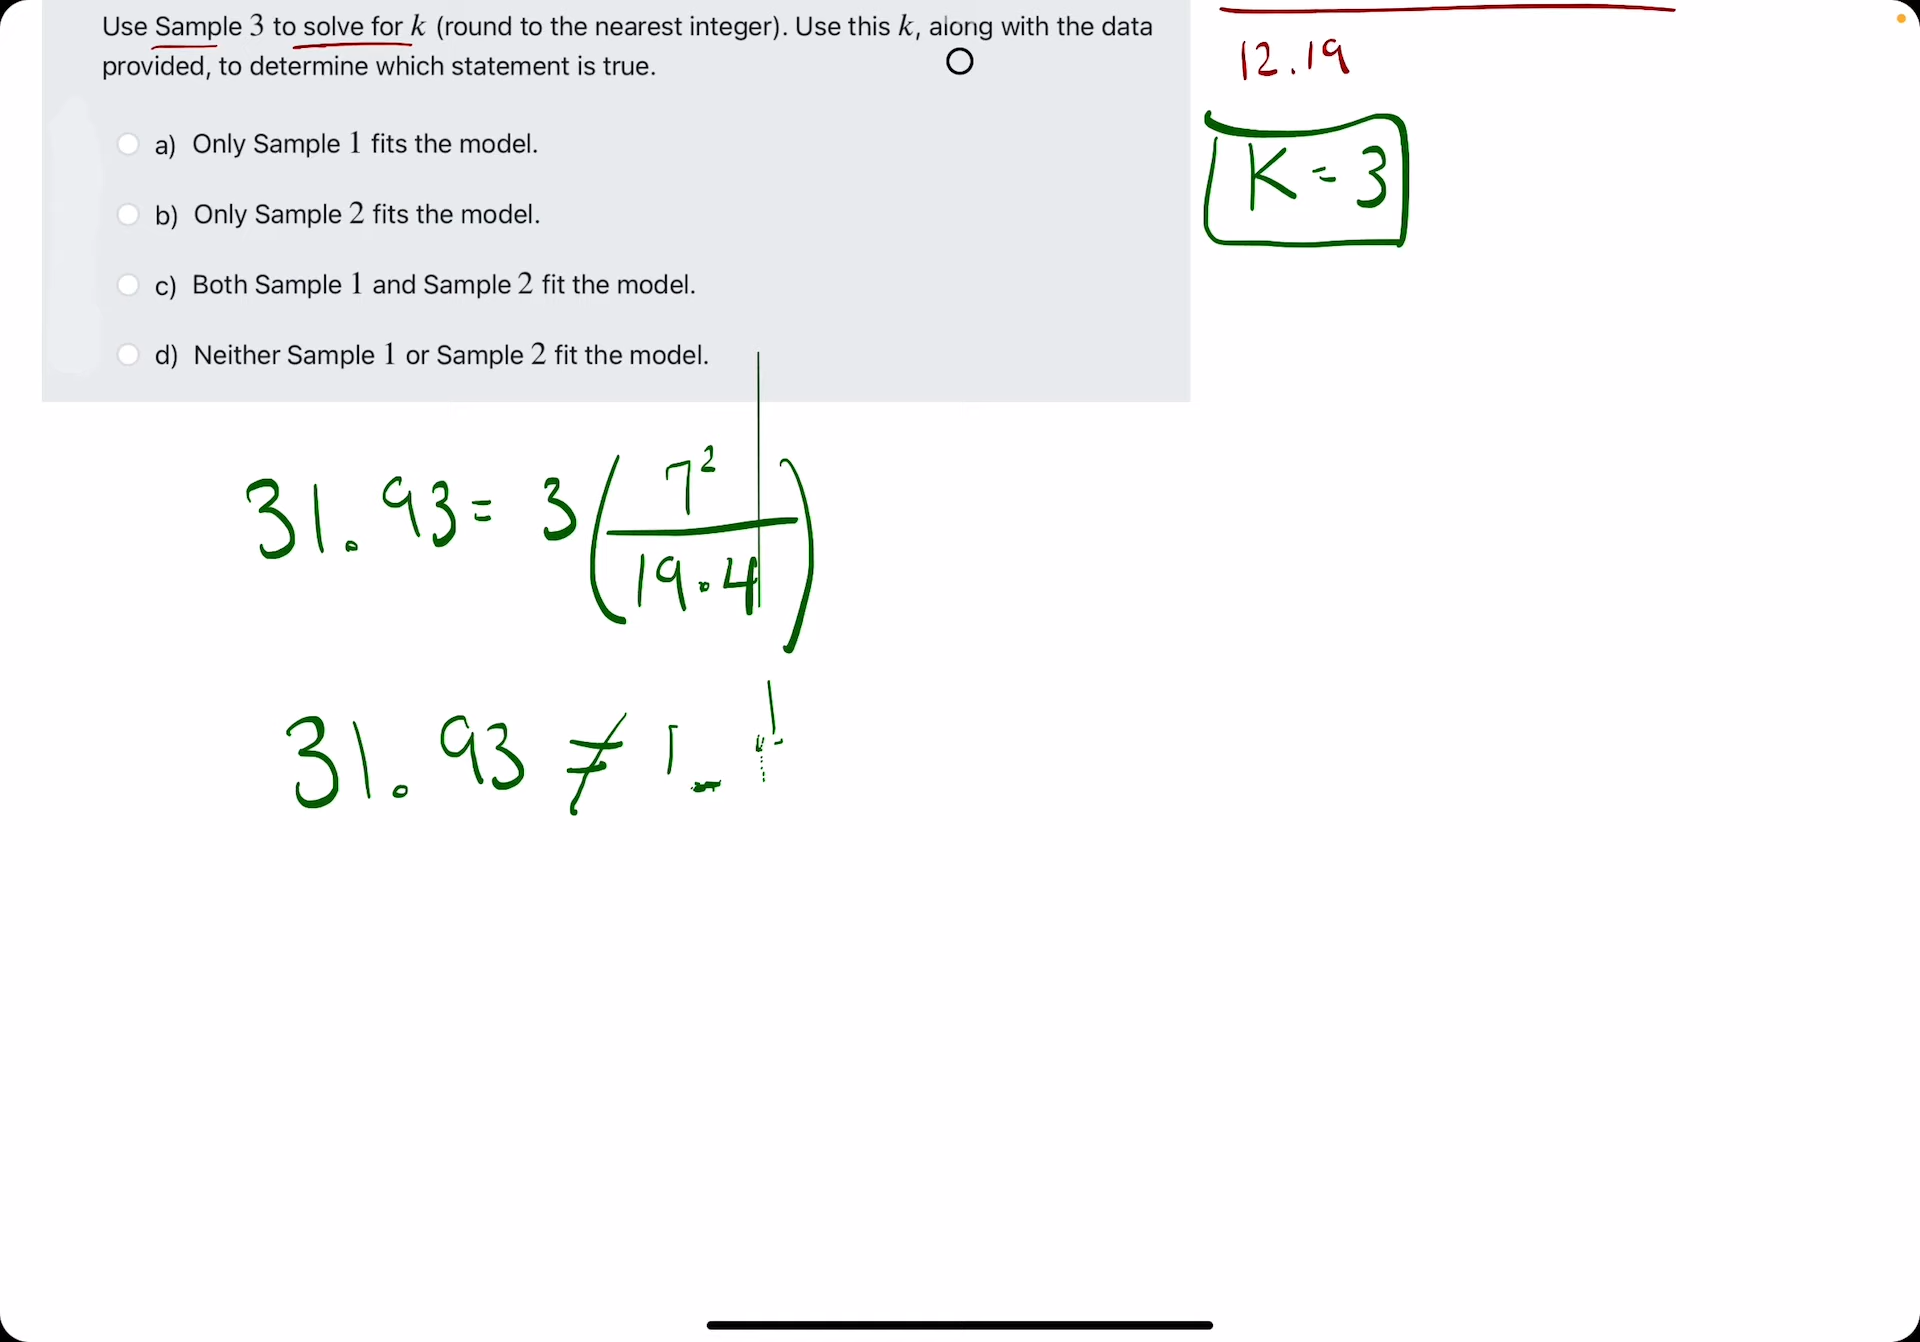 Use Sample 3 to solve for k (round to the nearest integer). Use this k, along with the data
provided, to determine which statement is true.
a) Only Sample 1 fits the model.
b) Only Sample 2 fits the model.
c) Both Sample 1 and Sample 2 fit the model.
d) Neither Sample 1 or Sample 2 fit the model.
12.19
K = 3
31.93 = 3(7²/19.4)
31.93 ≠